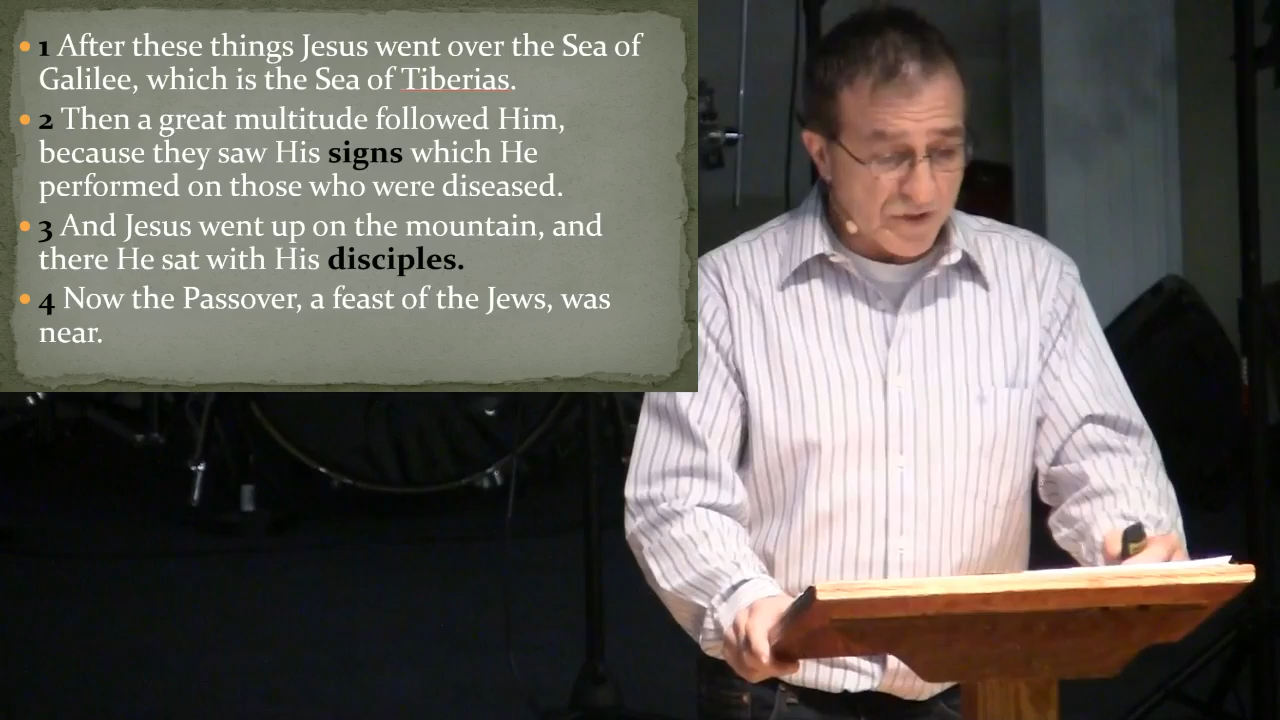 • 1 After these things Jesus went over the Sea of
Galilee, which is the Sea of Tiberias.
• 2 Then a great multitude followed Him,
because they saw His signs which He
performed on those who were diseased.
• 3 And Jesus went up on the mountain, and
there He sat with His disciples.
• 4 Now the Passover, a feast of the Jews, was
near.